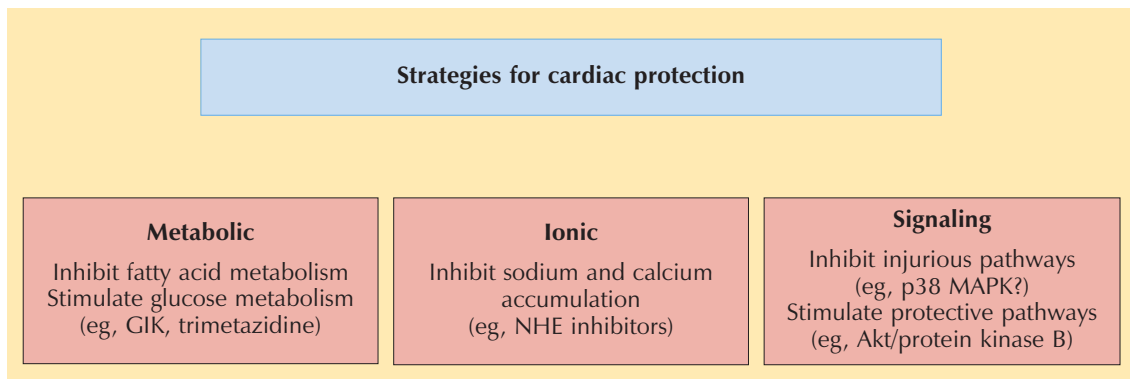 Strategies for cardiac protection
Metabolic
Inhibit fatty acid metabolism
Stimulate glucose metabolism
(eg, GIK, trimetazidine)
Ionic
Inhibit sodium and calcium
accumulation
(eg, NHE inhibitors)
Signaling
Inhibit injurious pathways
(eg, p38 MAPK?)
Stimulate protective pathways
(eg, Akt/protein kinase B)